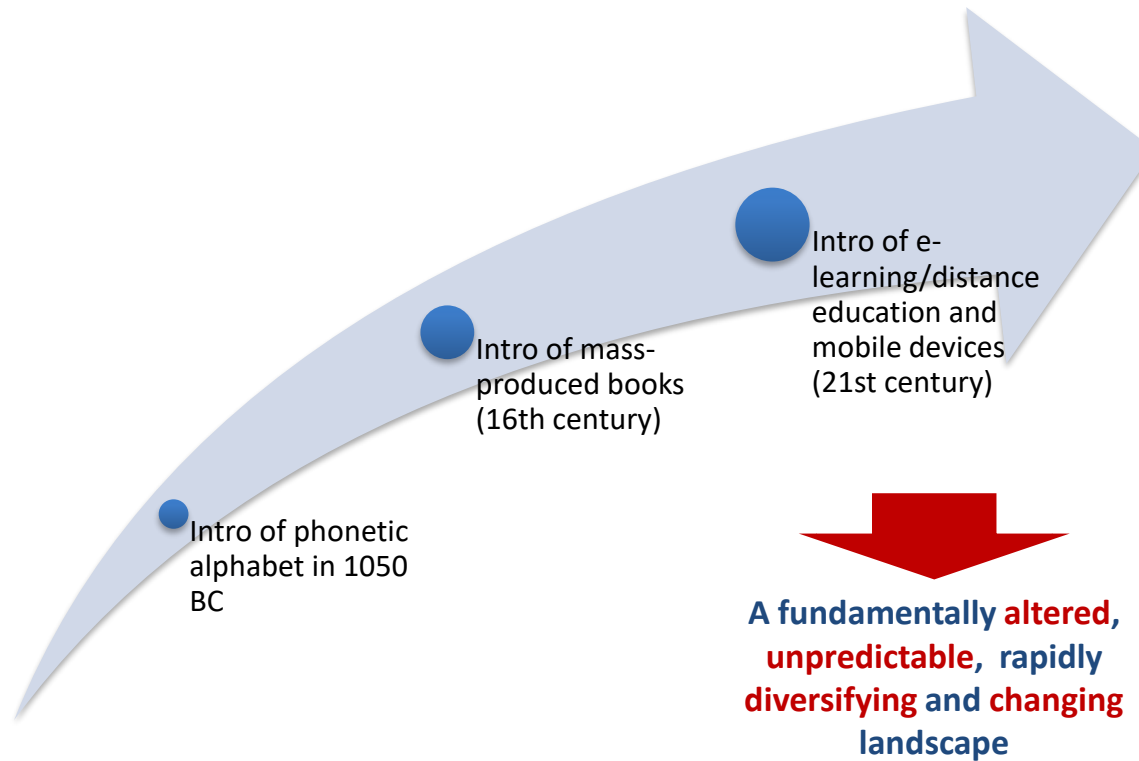 Intro of phonetic
alphabet in 1050
BC
Intro of mass-
produced books
(16th century)
Intro of e-
learning/distance
education and
mobile devices
(21st century)
A fundamentally altered,
unpredictable, rapidly
diversifying and changing
landscape